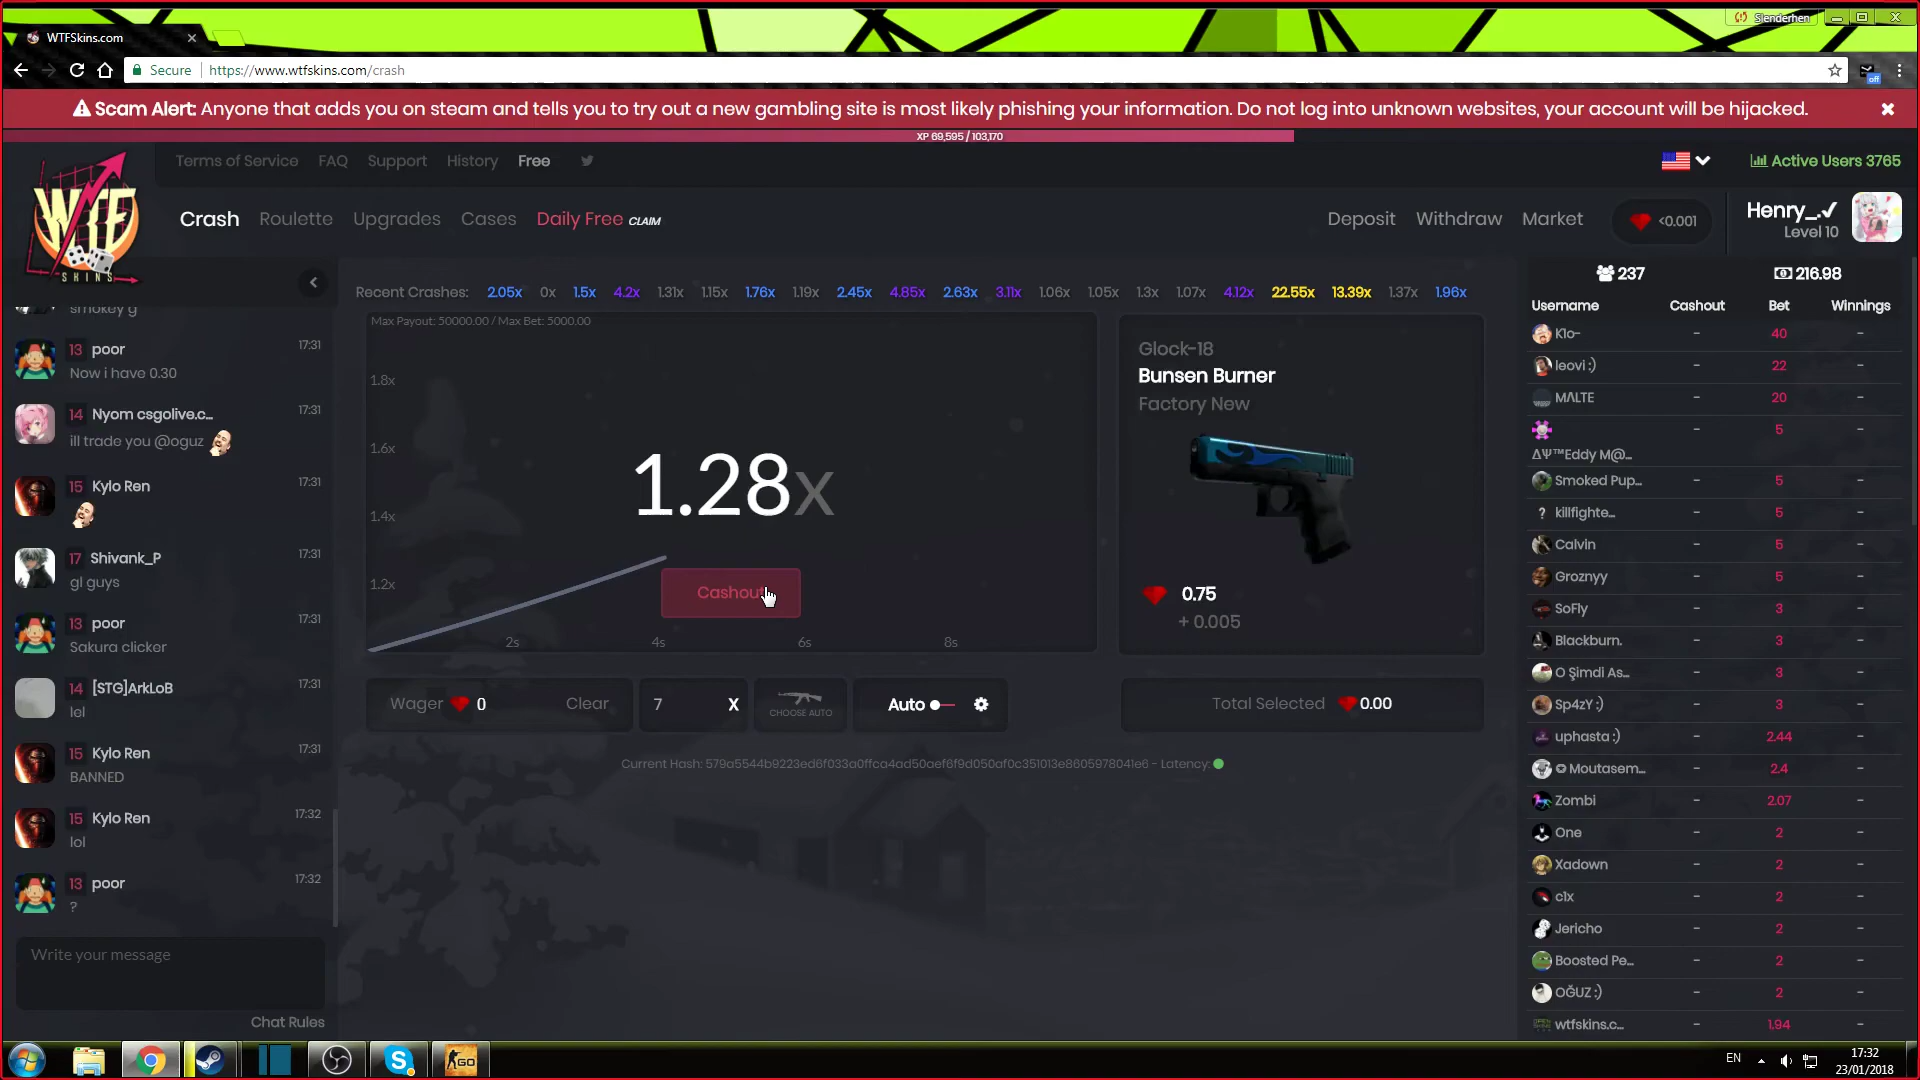 Slenderhen
WTFSkins.com
Secure
https://www.wtfskins.com/crash
off
Scam Alert: Anyone that adds you on steam and tells you to try out a new gambling site is most likely phishing your information. Do not log into unknown websites, your account will be hijacked.
XP 69,595 / 103,170
WTF
SKINS
Terms of Service FAQ Support History Free
Active Users 3765
Crash Roulette Upgrades Cases Daily Free CLAIM
Deposit Withdraw Market
<0.001
Henry_.✓
Level 10
smokey g
13 poor 17:31
Now i have 0.30
14 Nyom csgolive.c... 17:31
ill trade you @oguz
15 Kylo Ren 17:31
17 Shivank_P 17:31
gl guys
13 poor 17:31
Sakura clicker
14 [STG]ArkLoB 17:31
lel
15 Kylo Ren 17:31
BANNED
15 Kylo Ren 17:32
lol
13 poor 17:32
?
Write your message
Chat Rules
Recent Crashes: 2.05x 0x 1.5x 4.2x 1.31x 1.15x 1.76x 1.19x 2.45x 4.85x 2.63x 3.11x 1.06x 1.05x 1.3x 1.07x 4.12x 22.55x 13.39x 1.37x 1.96x
Max Payout: 50000.00 / Max Bet: 5000.00
1.8x
1.6x
1.4x
1.2x
1.28x
Cashout
2s 4s 6s 8s
Glock-18
Bunsen Burner
Factory New
0.75
+ 0.005
Wager 0 Clear
7 X
CHOOSE AUTO
Auto
Total Selected 0.00
Current Hash: 579a5544b9223ed6f033a0ffca4ad50aef6f9d050af0c351013e8605978041e6 - Latency:
237 216.98
Username Cashout Bet Winnings
K1o- - 40 -
leovi :) - 22 -
MΛLTE - 20 -
- 5 -
ΔΨ™Eddy M@...
Smoked Pup... - 5 -
killfighte... - 5 -
Calvin - 5 -
Groznyy - 5 -
SoFly - 3 -
Blackburn. - 3 -
O Şimdi As... - 3 -
Sp4zY :) - 3 -
uphasta :) - 2.44 -
✪ Moutasem... - 2.4 -
Zombi - 2.07 -
One - 2 -
Xadown - 2 -
c1x - 2 -
Jericho - 2 -
Boosted Pe... - 2 -
OĞUZ :) - 2 -
wtfskins.c... - 1.94 -
GO
EN
17:32
23/01/2018